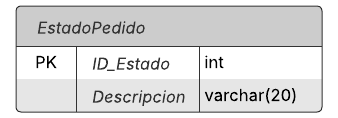 EstadoPedido
PK ID_Estado int
Descripcion varchar(20)